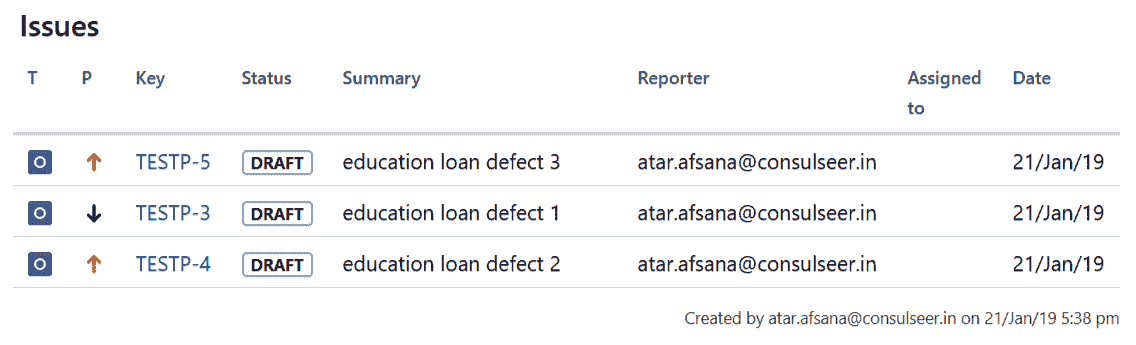 Issues
T P Key Status Summary Reporter Assigned to Date
TESTP-5 DRAFT education loan defect 3 atar.afsana@consulseer.in 21/Jan/19
TESTP-3 DRAFT education loan defect 1 atar.afsana@consulseer.in 21/Jan/19
TESTP-4 DRAFT education loan defect 2 atar.afsana@consulseer.in 21/Jan/19
Created by atar.afsana@consulseer.in on 21/Jan/19 5:38 pm